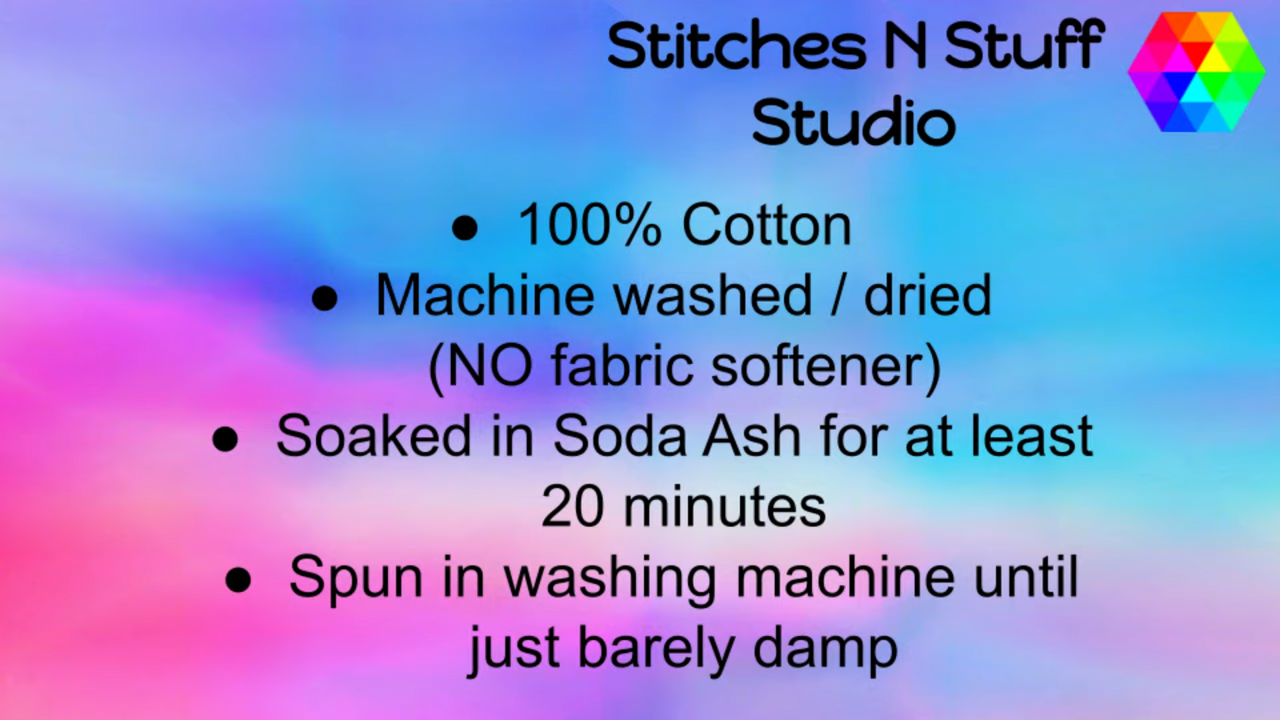 Stitches N Stuff
Studio
● 100% Cotton
● Machine washed / dried
(NO fabric softener)
● Soaked in Soda Ash for at least
20 minutes
● Spun in washing machine until
just barely damp